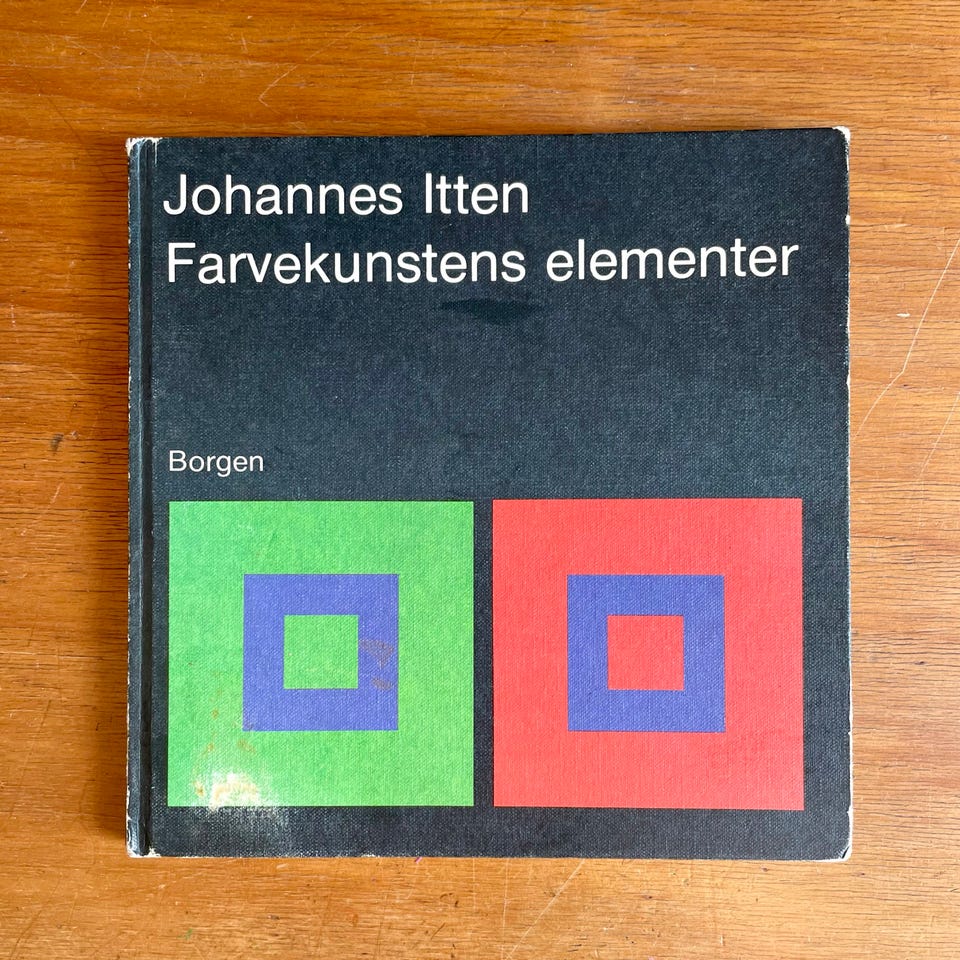 Johannes Itten
Farvekunstens elementer
Borgen